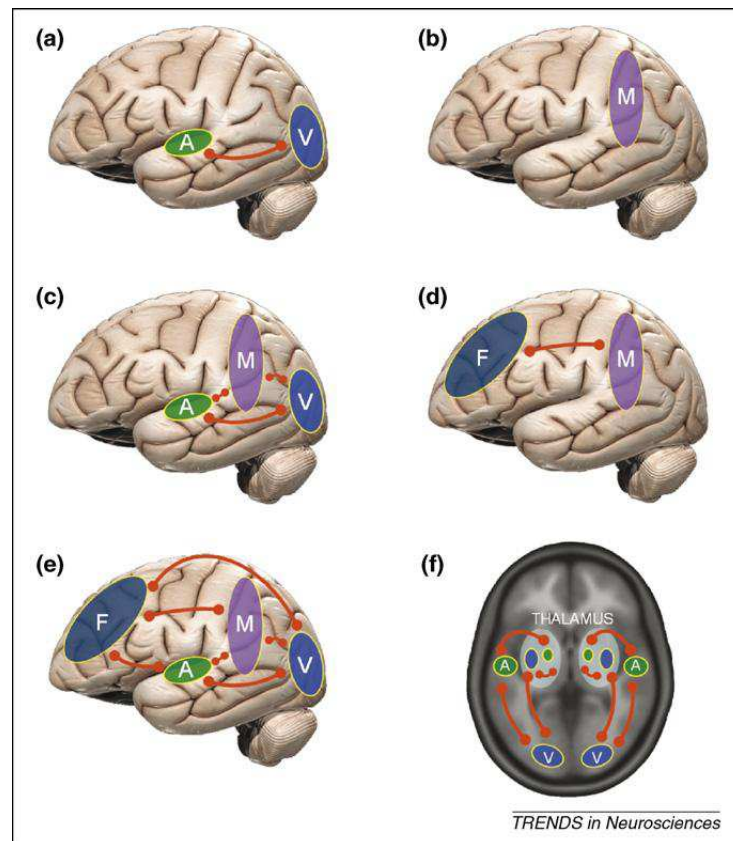 (a)
A
V
(b)
M
(c)
A
M
V
(d)
F
M
(e)
F
A
M
V
(f)
THALAMUS
A
A
V
V
TRENDS in Neurosciences